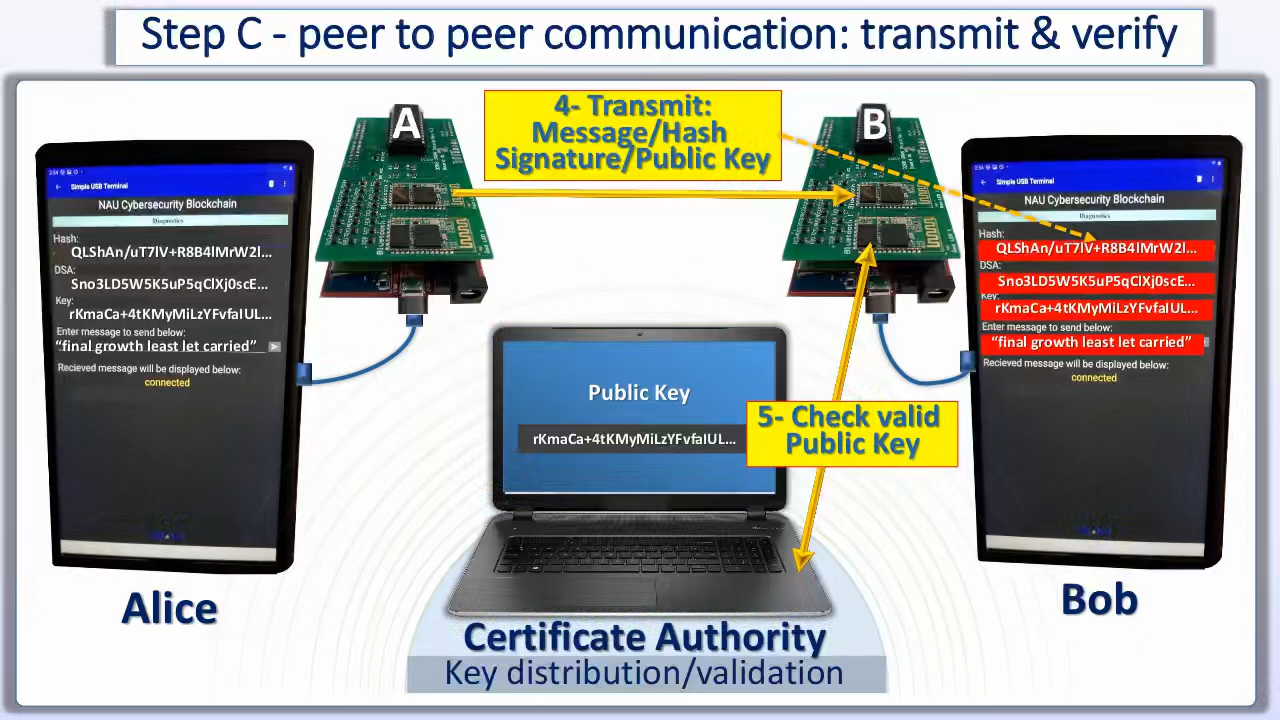 Step C - peer to peer communication: transmit & verify
A
4- Transmit:
Message/Hash
Signature/Public Key
B
Simple USB Terminal
NAU Cybersecurity Blockchain
Diagnostics
Hash:
QLShAn/uT7lV+R8B4lMrW2l...
DSA:
Sno3LD5W5K5uP5qClXj0scE...
Key:
rKmaCa+4tKMyMiLzYFvfaIUL...
Enter message to send below:
“final growth least let carried”
Recieved message will be displayed below:
connected
Alice
Public Key
rKmaCa+4tKMyMiLzYFvfaIUL...
5- Check valid
Public Key
Certificate Authority
Key distribution/validation
Simple USB Terminal
NAU Cybersecurity Blockchain
Diagnostics
Hash:
QLShAn/uT7lV+R8B4lMrW2l...
DSA:
Sno3LD5W5K5uP5qClXj0scE...
Key:
rKmaCa+4tKMyMiLzYFvfaIUL...
Enter message to send below:
“final growth least let carried”
Recieved message will be displayed below:
connected
Bob